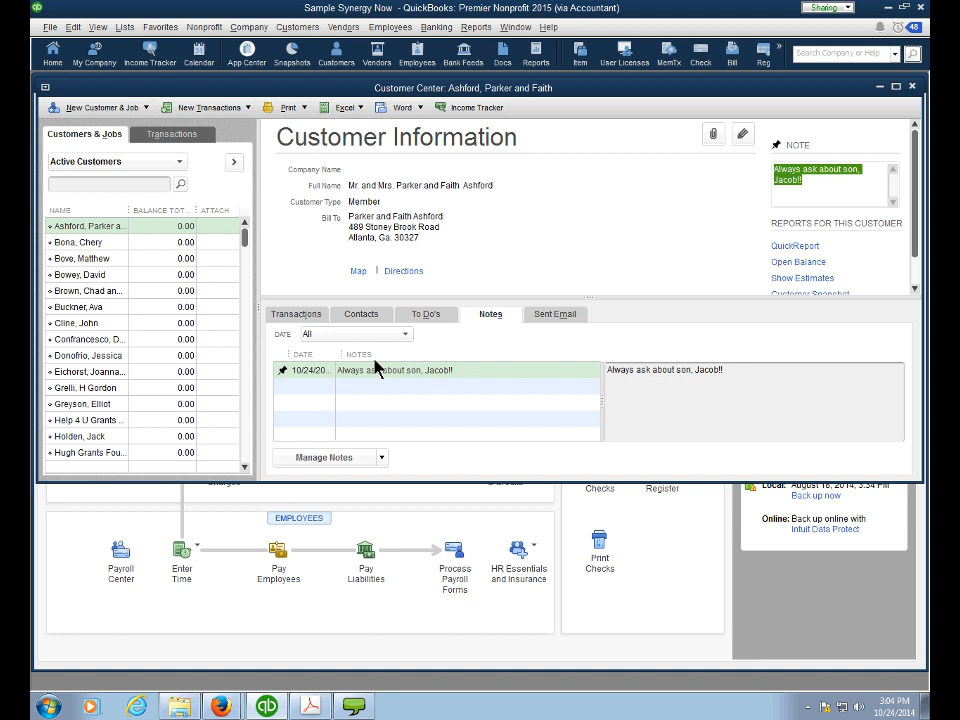 Sample Synergy Now - QuickBooks: Premier Nonprofit 2015 (via Accountant)
Sharing
File Edit View Lists Favorites Nonprofit Company Customers Vendors Employees Banking Reports Window Help
48
Home My Company Income Tracker Calendar App Center Snapshots Customers Vendors Employees Bank Feeds Docs Reports Item User Licenses MemTx Check Bill Reg
Search Company or Help
Customer Center: Ashford, Parker and Faith
New Customer & Job New Transactions Print Excel Word Income Tracker
Customers & Jobs Transactions
Active Customers
NAME BALANCE TOT... ATTACH
Ashford, Parker a... 0.00
Bona, Chery 0.00
Bove, Matthew 0.00
Bowey, David 0.00
Brown, Chad an... 0.00
Buckner, Ava 0.00
Cline, John 0.00
Confrancesco, D... 0.00
Donofrio, Jessica 0.00
Eichorst, Joanna... 0.00
Grelli, H Gordon 0.00
Greyson, Elliot 0.00
Help 4 U Grants ... 0.00
Holden, Jack 0.00
Hugh Grants Fou... 0.00
Customer Information
Company Name
Full Name Mr. and Mrs. Parker and Faith Ashford
Customer Type Member
Bill To Parker and Faith Ashford
489 Stoney Brook Road
Atlanta, Ga. 30327
Map Directions
NOTE
Always ask about son,
Jacob!!
REPORTS FOR THIS CUSTOMER
QuickReport
Open Balance
Show Estimates
Customer Snapshot
Transactions Contacts To Do's Notes Sent Email
DATE All
DATE NOTES
10/24/20... Always ask about son, Jacob!!
Always ask about son, Jacob!!
Manage Notes
Checks Register
Local: August 18, 2014, 3:34 PM
Back up now
Online: Back up online with
Intuit Data Protect
EMPLOYEES
Payroll
Center
Enter
Time
Pay
Employees
Pay
Liabilities
Process
Payroll
Forms
HR Essentials
and Insurance
Print
Checks
3:04 PM
10/24/2014